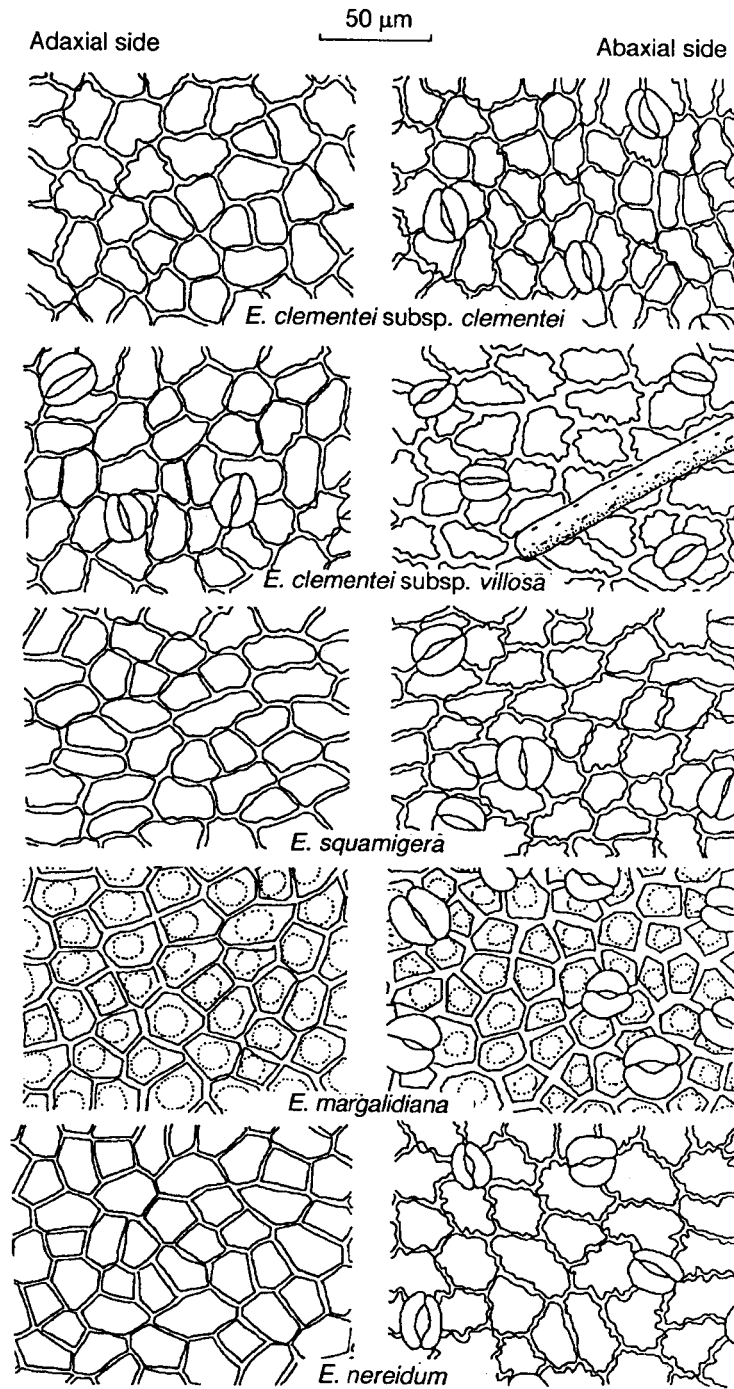 50 μm
Adaxial side
Abaxial side
E. clementei subsp. clementei
E. clementei subsp. villosa
E. squamigera
E. margalidiana
E. nereidum